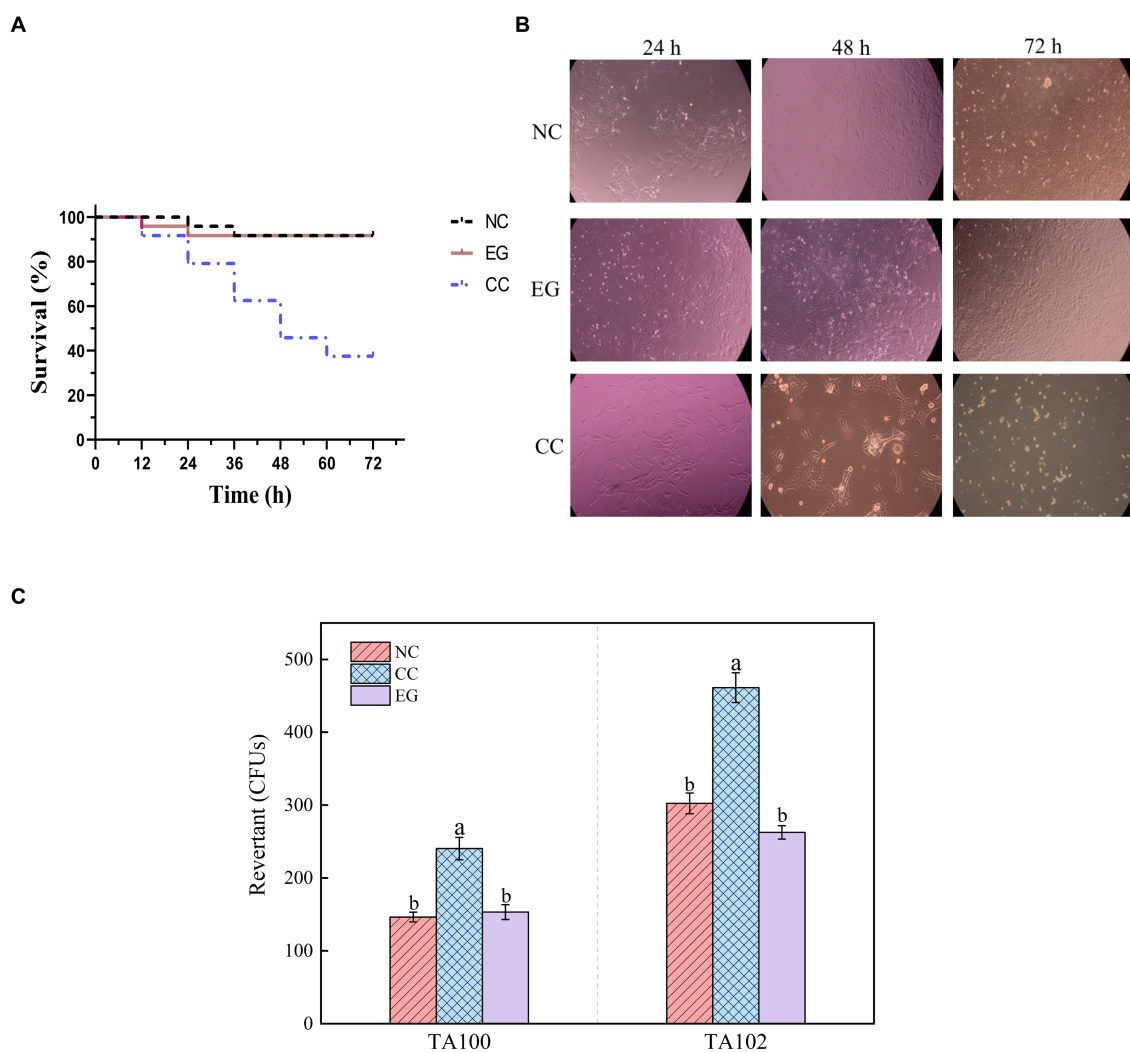 A
Survival (%)
100
80
60
40
20
0
0 12 24 36 48 60 72
Time (h)
NC
EG
CC
B
24 h 48 h 72 h
NC
EG
CC
C
Revertant (CFUs)
500
400
300
200
100
0
NC
CC
EG
b a b
b a b
TA100 TA102